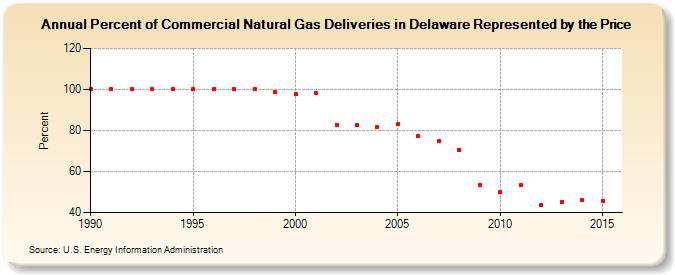 Annual Percent of Commercial Natural Gas Deliveries in Delaware Represented by the Price
120
100
80
60
40
Percent
1990 1995 2000 2005 2010 2015
Source: U.S. Energy Information Administration